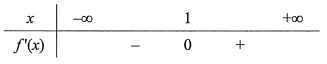 x −∞ 1 +∞
f'(x) − 0 +